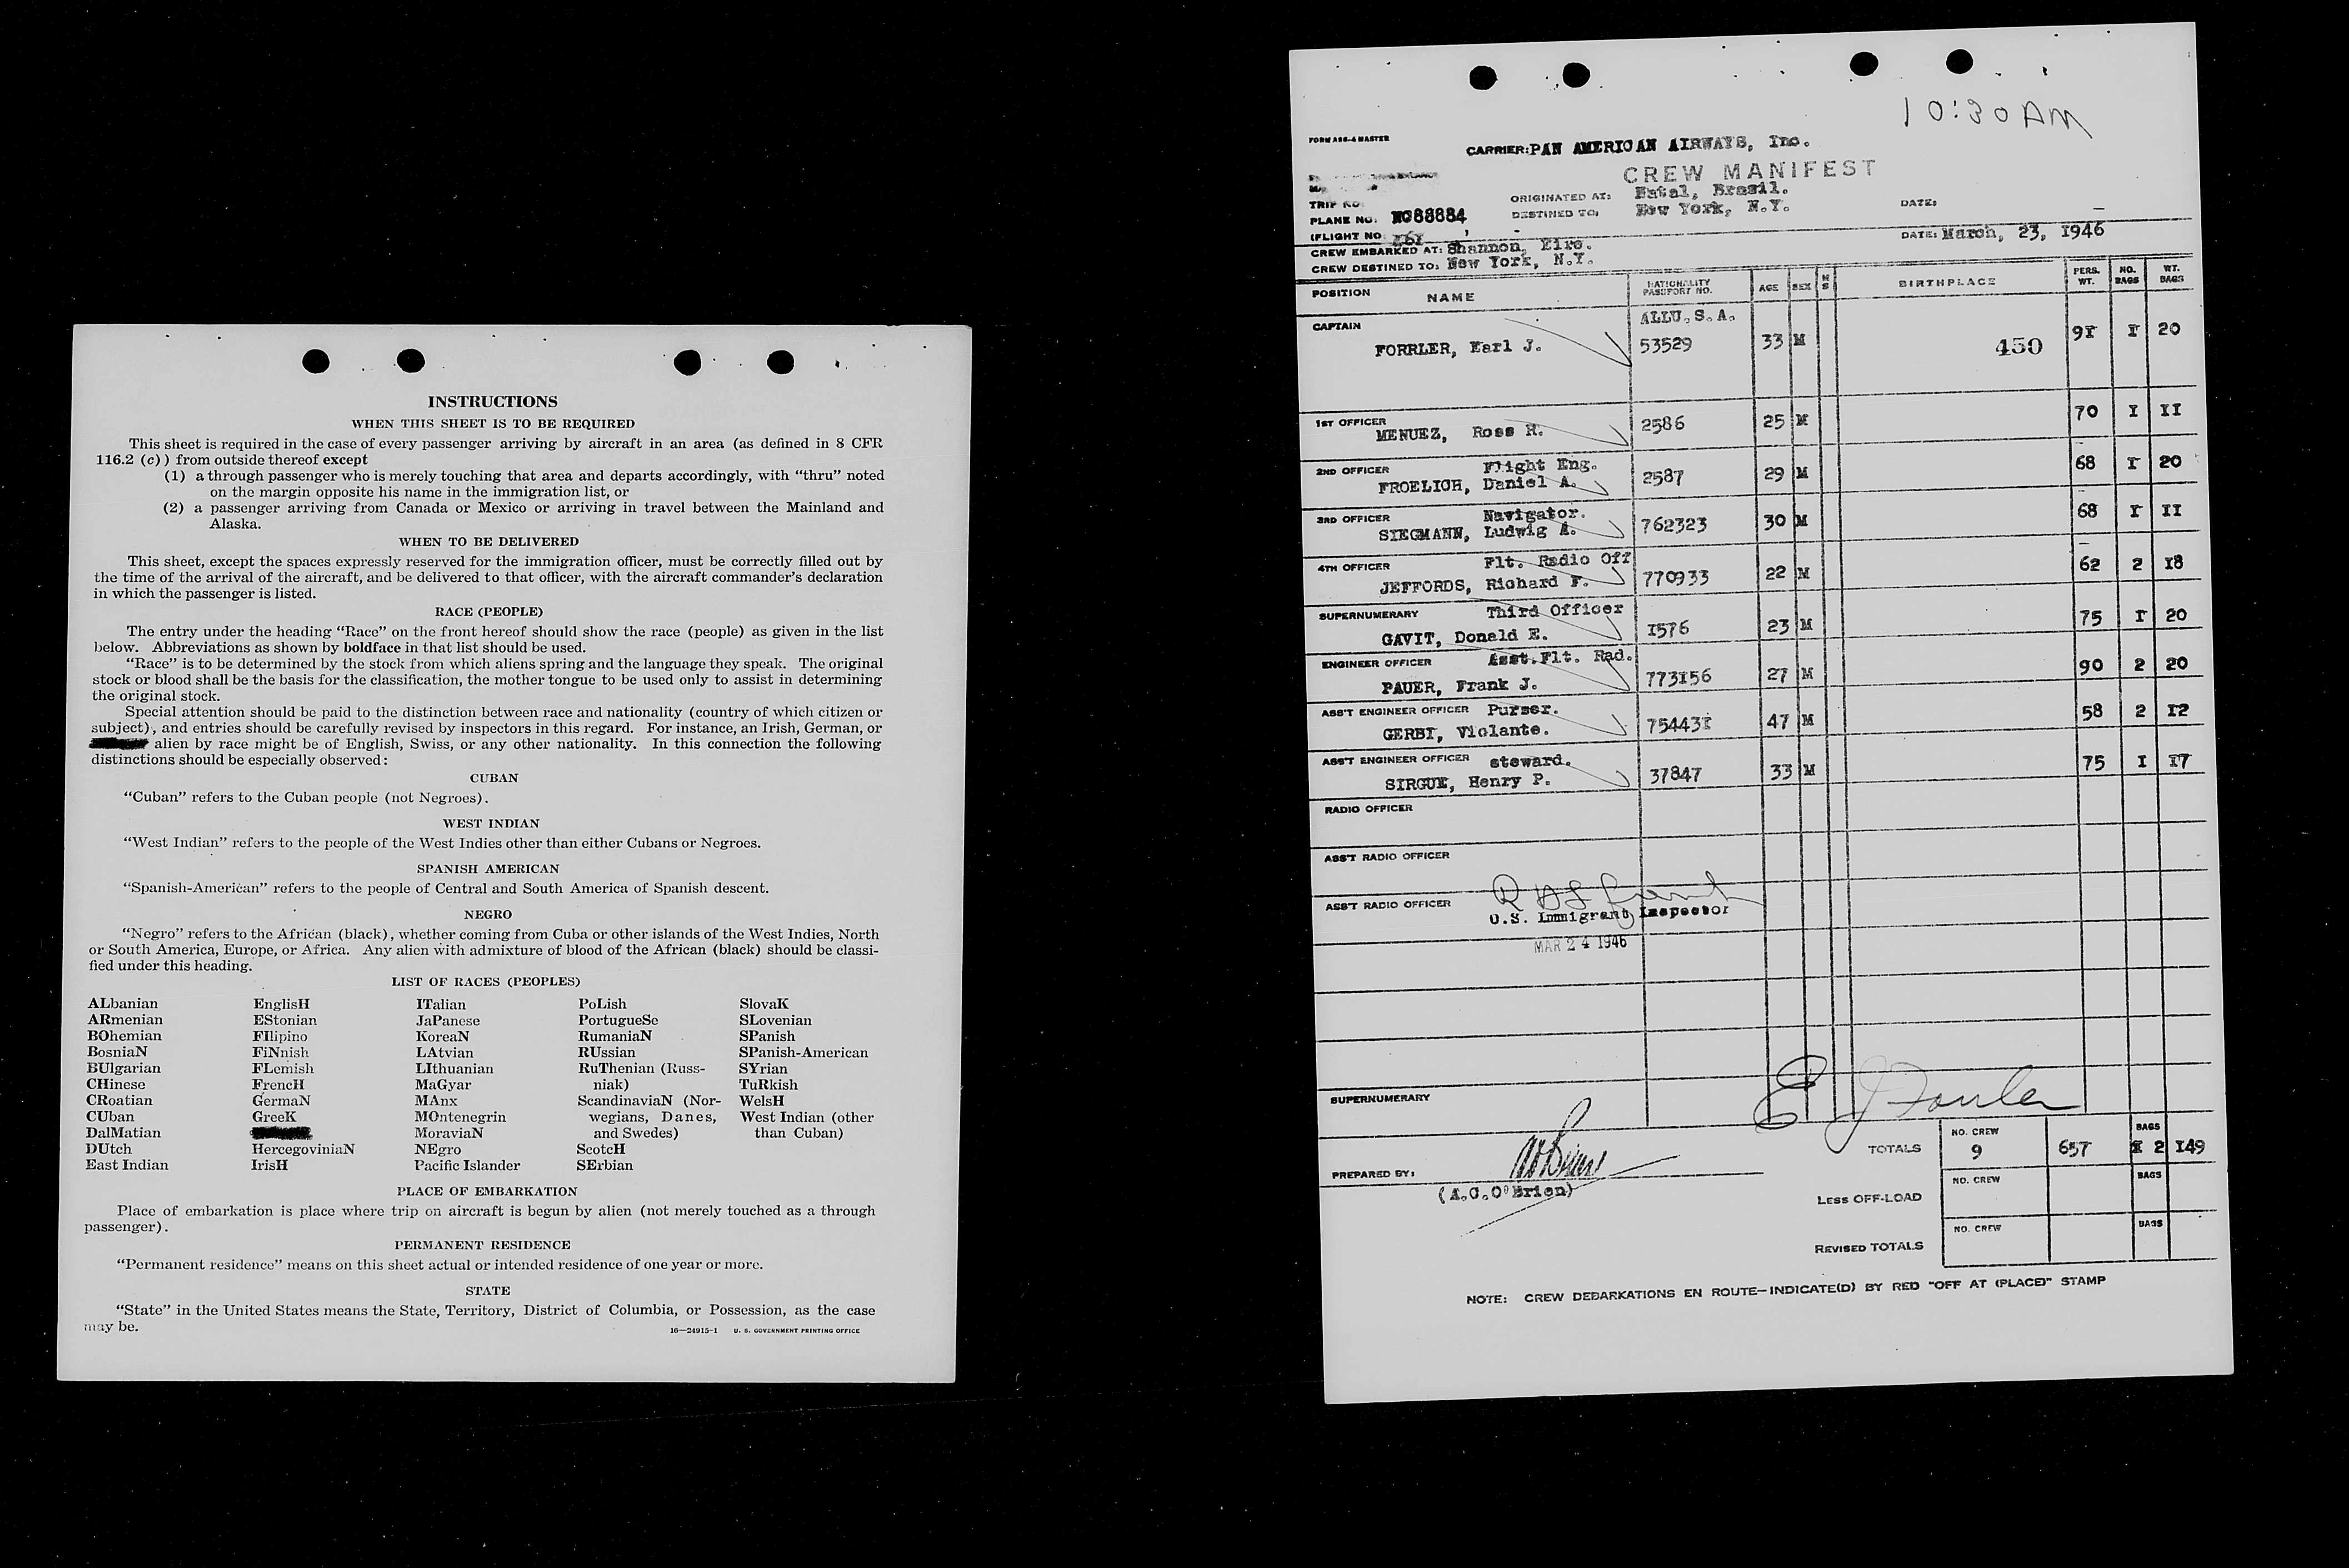 INSTRUCTIONS
WHEN THIS SHEET IS TO BE REQUIRED
This sheet is required in the case of every passenger arriving by aircraft in an area (as defined in 8 CFR
116.2 (c)) from outside thereof except
(1) a through passenger who is merely touching that area and departs accordingly, with "thru" noted
on the margin opposite his name in the immigration list, or
(2) a passenger arriving from Canada or Mexico or arriving in travel between the Mainland and
Alaska.
WHEN TO BE DELIVERED
This sheet, except the spaces expressly reserved for the immigration officer, must be correctly filled out by
the time of the arrival of the aircraft, and be delivered to that officer, with the aircraft commander's declaration
in which the passenger is listed.
RACE (PEOPLE)
The entry under the heading "Race" on the front hereof should show the race (people) as given in the list
below. Abbreviations as shown by boldface in that list should be used.
"Race" is to be determined by the stock from which aliens spring and the language they speak. The original
stock or blood shall be the basis for the classification, the mother tongue to be used only to assist in determining
the original stock.
Special attention should be paid to the distinction between race and nationality (country of which citizen or
subject), and entries should be carefully revised by inspectors in this regard. For instance, an Irish, German, or
alien by race might be of English, Swiss, or any other nationality. In this connection the following
distinctions should be especially observed:
CUBAN
"Cuban" refers to the Cuban people (not Negroes).
WEST INDIAN
"West Indian" refers to the people of the West Indies other than either Cubans or Negroes.
SPANISH AMERICAN
"Spanish-American" refers to the people of Central and South America of Spanish descent.
NEGRO
"Negro" refers to the African (black), whether coming from Cuba or other islands of the West Indies, North
or South America, Europe, or Africa. Any alien with admixture of blood of the African (black) should be classi-
fied under this heading.
LIST OF RACES (PEOPLES)
ALbanian EnglisH ITalian PoLish SlovaK
ARmenian EStonian JaPanese PortugueSe SLovenian
BOhemian FIlipino KoreaN RumaniaN SPanish
BosniaN FiNnish LAtvian RUssian SPanish-American
BUlgarian FLemish LIthuanian RuThenian (Russ- SYrian
CHinese FrencH MaGyar niak) TuRkish
CRoatian GermaN MAnx ScandinaviaN (Nor- WelsH
CUban GreeK MOntenegrin wegians, Danes, West Indian (other
DalMatian MoraviaN and Swedes) than Cuban)
DUtch HercegoviniaN NEgro ScotcH
East Indian IrisH Pacific Islander SErbian
PLACE OF EMBARKATION
Place of embarkation is place where trip on aircraft is begun by alien (not merely touched as a through
passenger).
PERMANENT RESIDENCE
"Permanent residence" means on this sheet actual or intended residence of one year or more.
STATE
"State" in the United States means the State, Territory, District of Columbia, or Possession, as the case
may be.
16—24915-1 U. S. GOVERNMENT PRINTING OFFICE
10:30 AM
FORM ASG-4 MASTER
CARRIER: PAN AMERICAN AIRWAYS, Inc.
CREW MANIFEST
TRIP NO.
ORIGINATED AT: Natal, Brasil.
PLANE NO. NC88884 DESTINED TO: New York, N.Y. DATE:
(FLIGHT NO.
CREW EMBARKED AT: Shannon, Eire. DATE: March, 23, 1946
CREW DESTINED TO: New York, N.Y.
POSITION NAME NATIONALITY PASSPORT NO. AGE SEX M S BIRTHPLACE PERS. WT. NO. BAGS WT. BAGS
CAPTAIN ALLU.S.A.
FORRLER, Earl J. 53529 33 M 450 91 I 20
1ST OFFICER
MENUEZ, Ross H. 2586 25 M 70 I II
2ND OFFICER Flight Eng.
FROELICH, Daniel A. 2587 29 M 68 I 20
3RD OFFICER Navigator.
SIEGMANN, Ludwig A. 762323 30 M 68 I II
4TH OFFICER Flt. Radio Off
JEFFORDS, Richard F. 770933 22 M 62 2 I8
SUPERNUMERARY Third Officer
GAVIT, Donald E. I576 23 M 75 I 20
ENGINEER OFFICER Asst.Flt. Rad.
PAUER, Frank J. 773I56 27 M 90 2 20
ASS'T ENGINEER OFFICER Purser.
GERBI, Violante. 75443I 47 M 58 2 I2
ASS'T ENGINEER OFFICER steward.
SIRGUE, Henry P. 37847 33 M 75 I I7
RADIO OFFICER
ASS'T RADIO OFFICER
ASS'T RADIO OFFICER
U.S. Immigrant Inspector
MAR 24 1946
SUPERNUMERARY
E J Fowler
TOTALS NO. CREW 9 657 BAGS I 2 I49
PREPARED BY:
(A.C.O'Brien)
LESS OFF-LOAD NO. CREW BAGS
REVISED TOTALS NO. CREW BAGS
NOTE: CREW DEBARKATIONS EN ROUTE—INDICATE(D) BY RED "OFF AT (PLACE)" STAMP